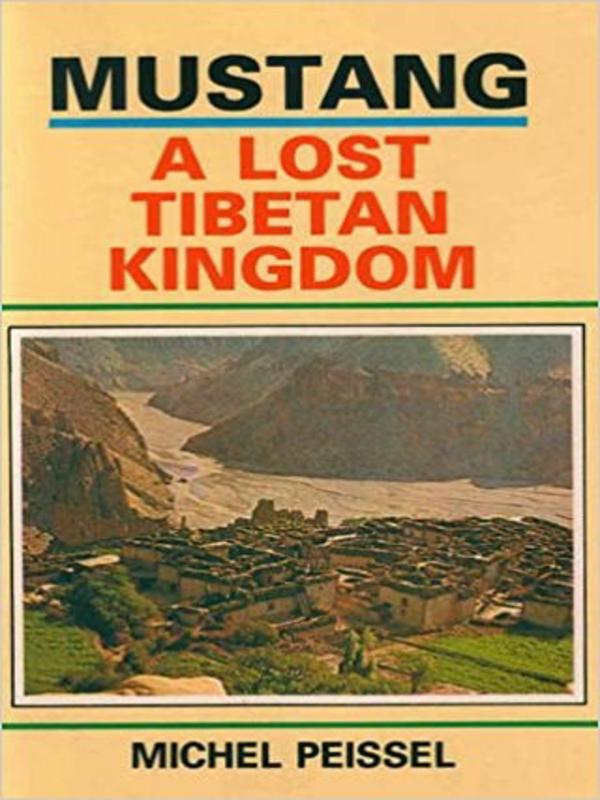 MUSTANG
A LOST
TIBETAN
KINGDOM
MICHEL PEISSEL